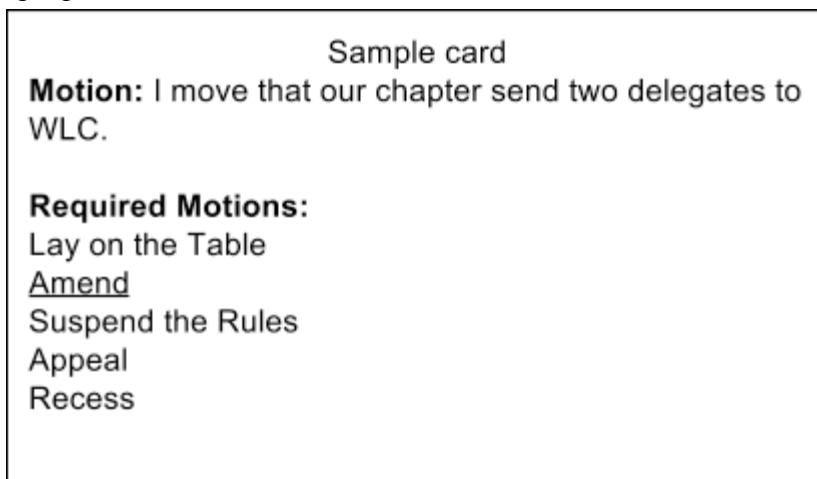 Sample card
Motion: I move that our chapter send two delegates to
WLC.
Required Motions:
Lay on the Table
Amend
Suspend the Rules
Appeal
Recess